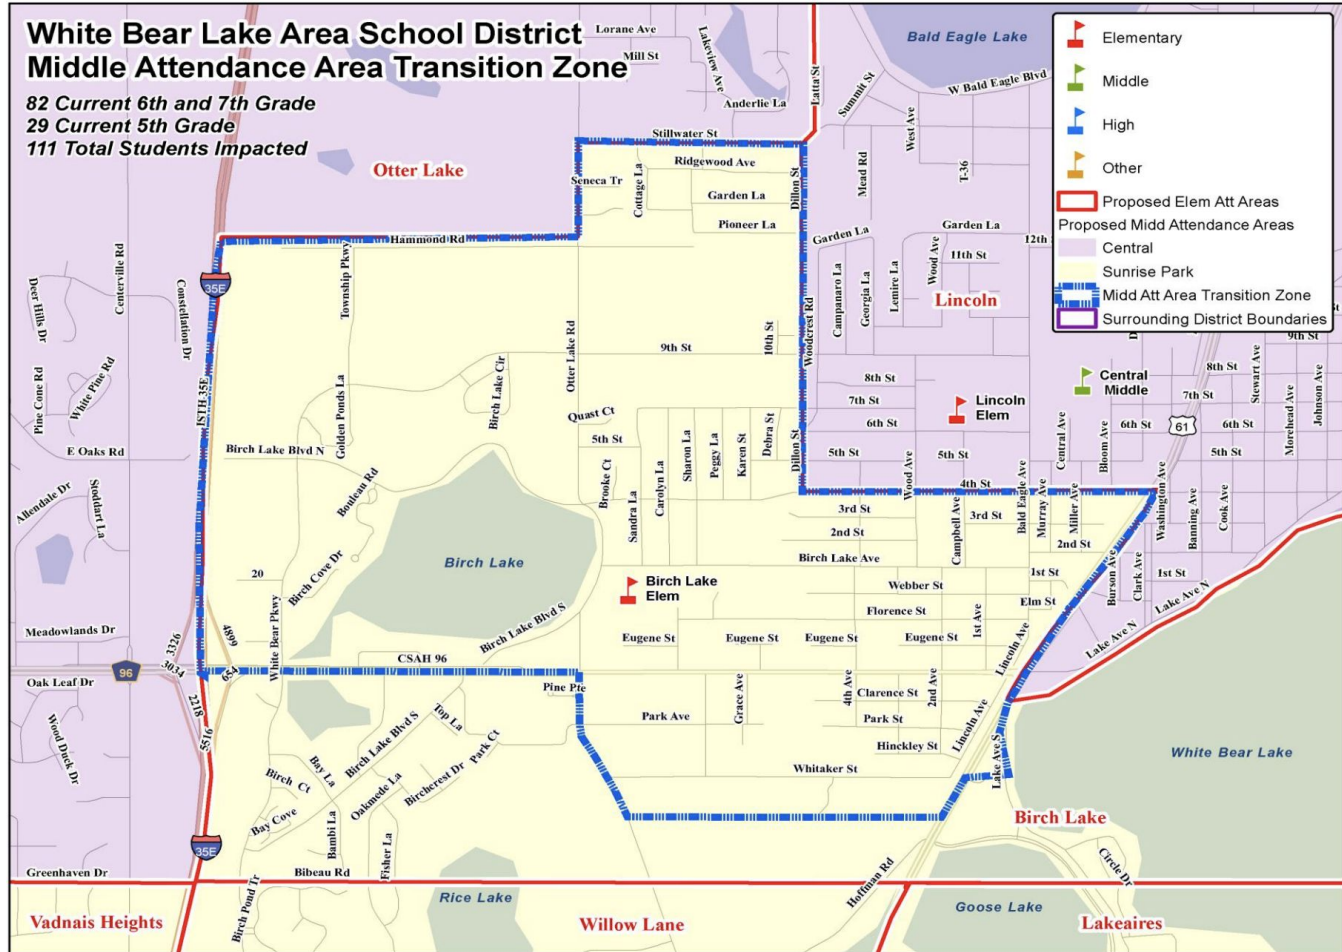 White Bear Lake Area School District
Middle Attendance Area Transition Zone
82 Current 6th and 7th Grade
29 Current 5th Grade
111 Total Students Impacted
Elementary
Middle
High
Other
Proposed Elem Att Areas
Proposed Midd Attendance Areas
Central
Sunrise Park
Midd Att Area Transition Zone
Surrounding District Boundaries
Bald Eagle Lake
W Bald Eagle Blvd
Lorane Ave
Mill St
Lakeview Ave
Anderlie La
Latta St
Summit St
West Ave
Stillwater St
Ridgewood Ave
Otter Lake
Seneca Tr
Cottage La
Garden La
Dillon St
Mead Rd
T-36
Pioneer La
Garden La
Garden La
12th
Hammond Rd
Centerville Rd
Township Pkwy
11th St
Wood Ave
Lemire La
Georgia La
Campanaro La
Lincoln
35E
Deer Hills Dr
Constellation Dr
Woodcrest Rd
10th St
Otter Lake Rd
9th St
9th St
Pine Cone Rd
White Pine Rd
ISTH 35E
Golden Ponds La
Birch Lake Cir
8th St
8th St
Stewart Ave
Johnson Ave
Morehead Ave
Central Middle
Lincoln Elem
7th St
7th St
Quast Ct
6th St
6th St
6th St
61
5th St
5th St
5th St
5th St
E Oaks Rd
Birch Lake Blvd N
Brooke Ct
Sandra La
Carolyn La
Sharon La
Peggy La
Karen St
Debra St
Dillon St
Wood Ave
Central Ave
Bloom Ave
Allendale Dr
Stoddart La
Bouleau Rd
4th St
Campbell Ave
Bald Eagle Ave
Murray Ave
Miller Ave
Washington Ave
Banning Ave
Cook Ave
3rd St
3rd St
2nd St
2nd St
Birch Lake
Birch Lake Ave
Birch Cove Dr
20
Birch Lake Elem
Webber St
1st St
1st St
Burson Ave
Clark Ave
Florence St
Elm St
1st Ave
Lake Ave N
Lake Ave N
White Bear Pkwy
Birch Lake Blvd S
Meadowlands Dr
3326
4899
Eugene St
Eugene St
Eugene St
Eugene St
Lincoln Ave
96
3034
654
CSAH 96
Oak Leaf Dr
2218
5516
Pine Pte
Grace Ave
4th Ave
Clarence St
2nd Ave
Wood Duck Dr
Birch Lake Blvd S
Top La
Park Ct
Park Ave
Park St
Hinckley St
Lincoln Ave
Lake Ave S
White Bear Lake
Birch Ct
Bay La
Oakmede La
Birchcrest Dr
Whitaker St
Bay Cove
Bambi La
Fisher La
Birch Lake
35E
Greenhaven Dr
Bibeau Rd
Birch Pond Tr
Hoffman Rd
Circle Dr
Rice Lake
Goose Lake
Vadnais Heights
Willow Lane
Lakeaires